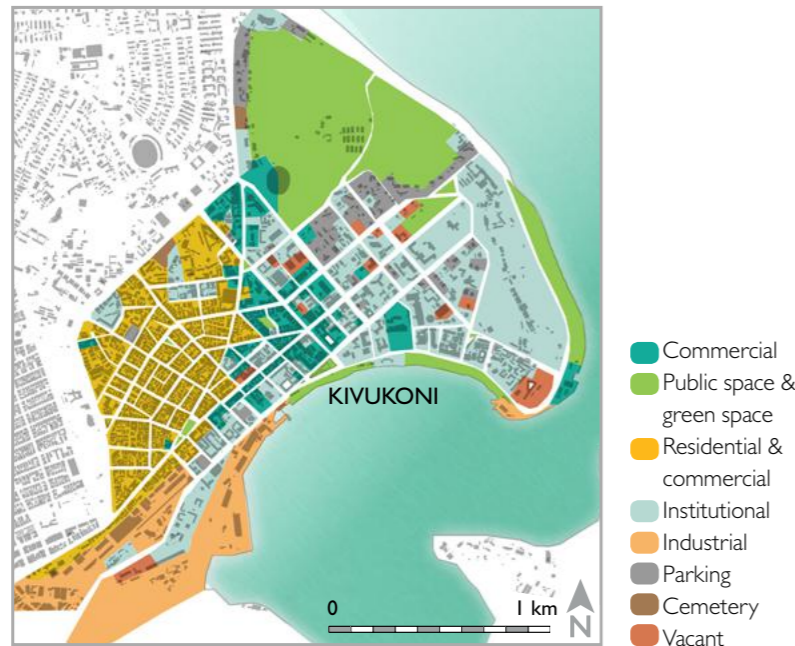 KIVUKONI
0 1 km
N
Commercial
Public space &
green space
Residential &
commercial
Institutional
Industrial
Parking
Cemetery
Vacant